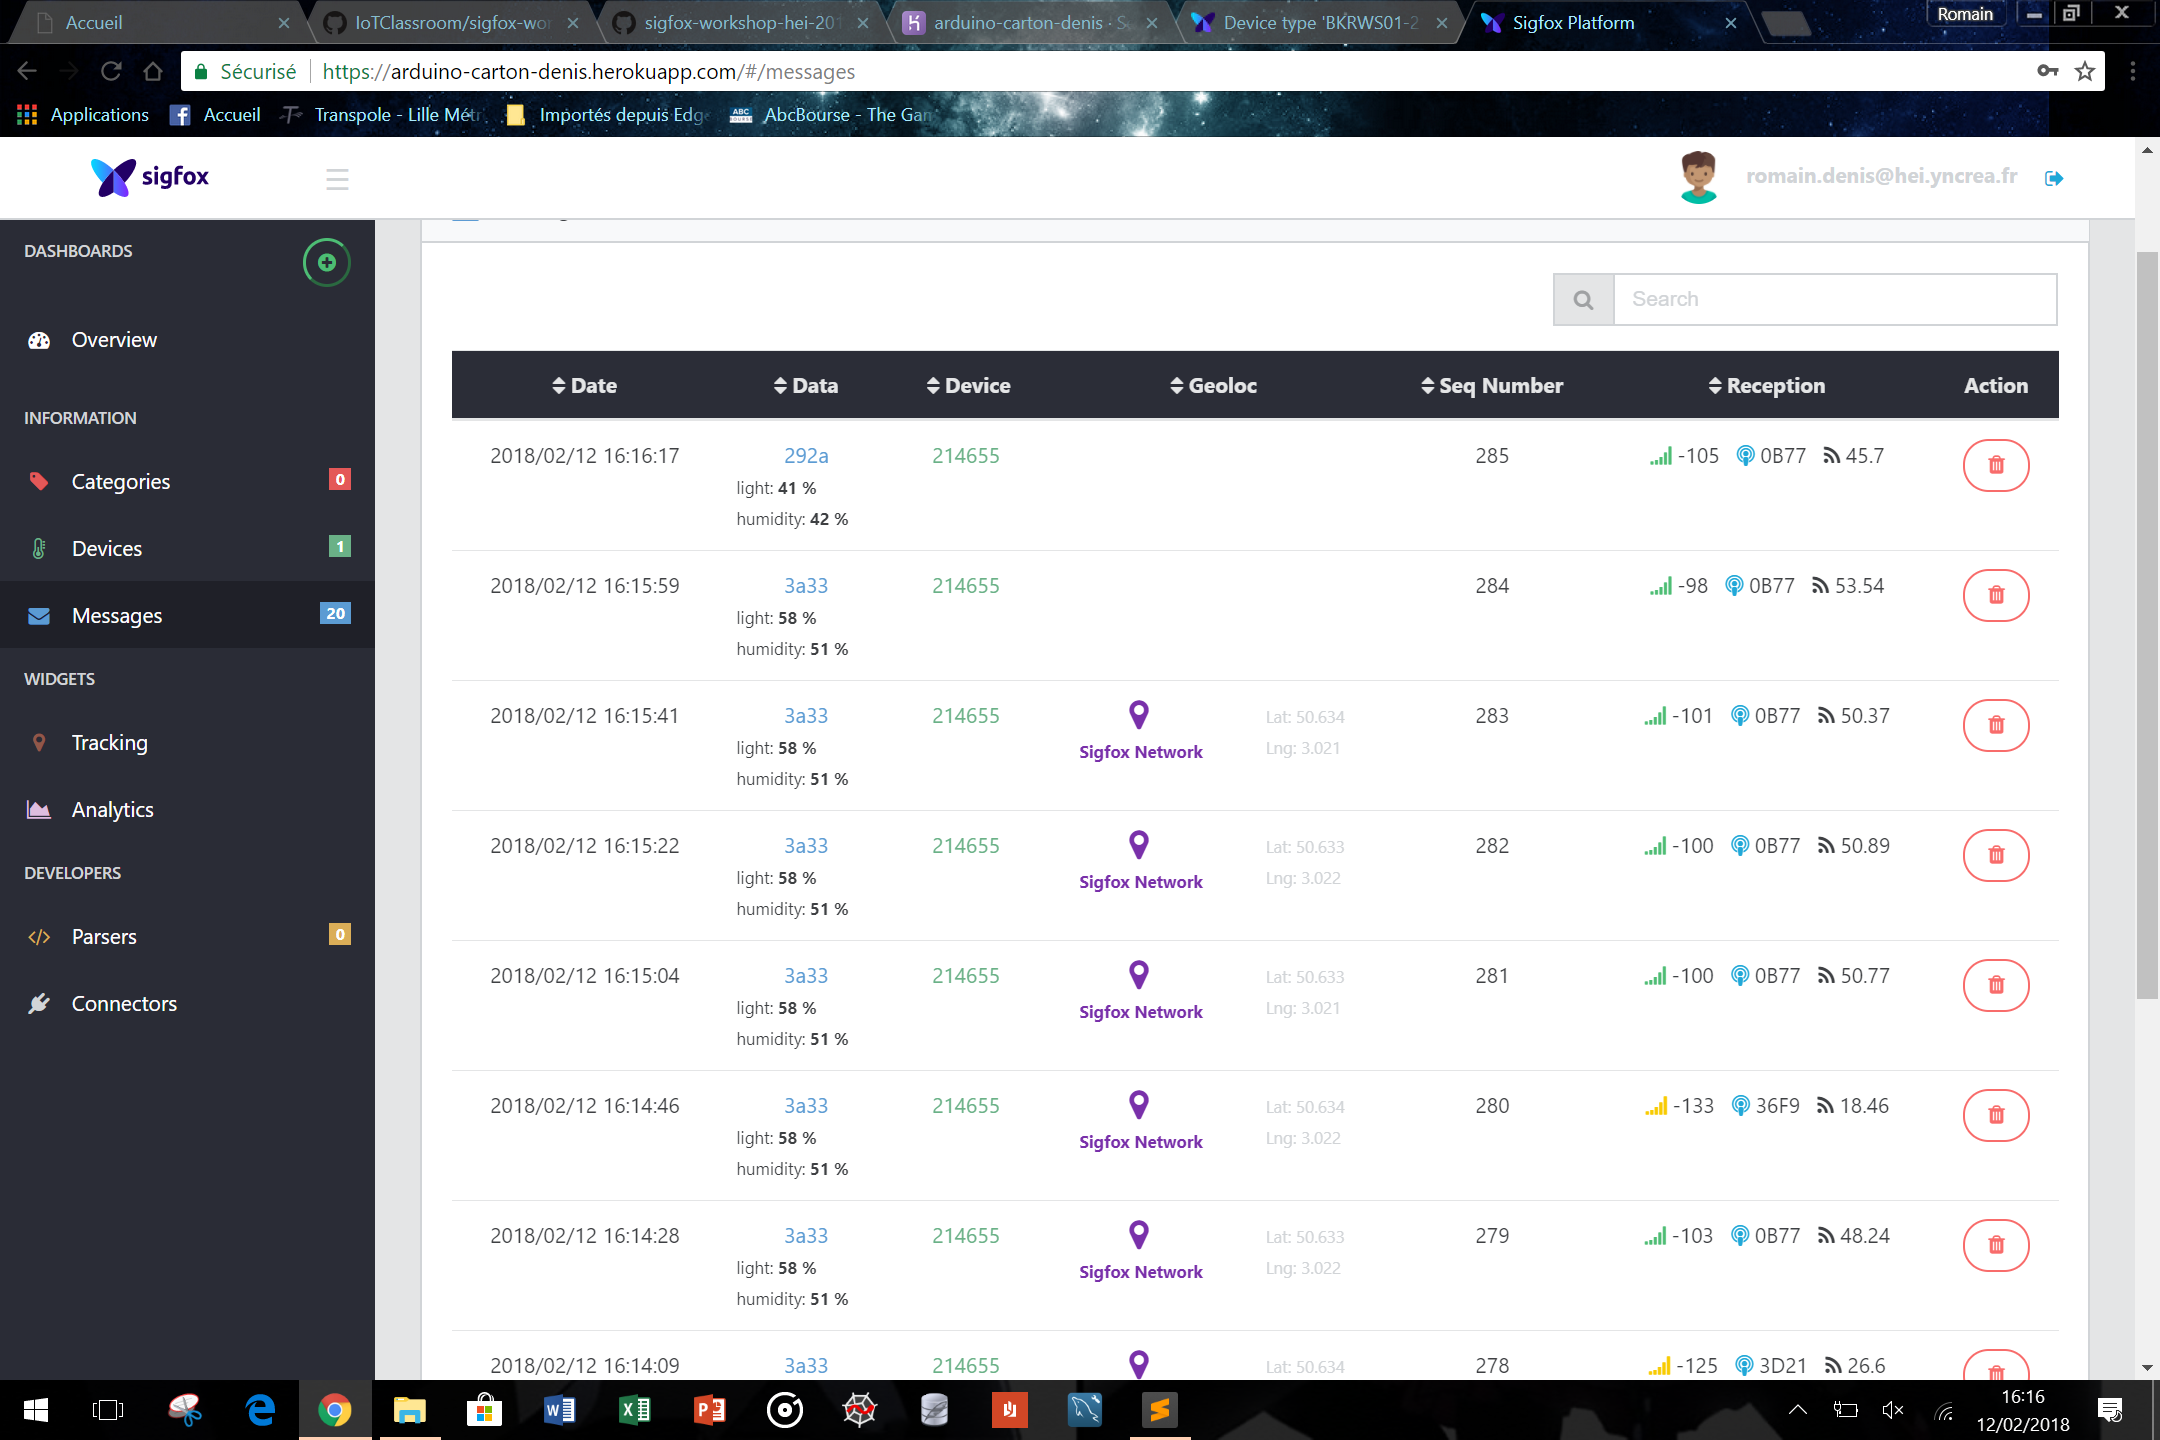 Accueil
IoTClassroom/sigfox-wor
sigfox-workshop-hei-201
arduino-carton-denis · S
Device type 'BKRWS01-2
Sigfox Platform
Romain
Sécurisé
https://arduino-carton-denis.herokuapp.com/#/messages
Applications
Accueil
Transpole - Lille Métr
Importés depuis Edg
ABC BOURSE
AbcBourse - The Gam
sigfox
romain.denis@hei.yncrea.fr
DASHBOARDS
Overview
INFORMATION
Categories 0
Devices 1
Messages 20
WIDGETS
Tracking
Analytics
DEVELOPERS
Parsers 0
Connectors
Search
Date Data Device Geoloc Seq Number Reception Action
2018/02/12 16:16:17 292a 214655 285 -105 0B77 45.7
light: 41 %
humidity: 42 %
2018/02/12 16:15:59 3a33 214655 284 -98 0B77 53.54
light: 58 %
humidity: 51 %
2018/02/12 16:15:41 3a33 214655 Lat: 50.634 283 -101 0B77 50.37
light: 58 % Sigfox Network Lng: 3.021
humidity: 51 %
2018/02/12 16:15:22 3a33 214655 Lat: 50.633 282 -100 0B77 50.89
light: 58 % Sigfox Network Lng: 3.022
humidity: 51 %
2018/02/12 16:15:04 3a33 214655 Lat: 50.633 281 -100 0B77 50.77
light: 58 % Sigfox Network Lng: 3.021
humidity: 51 %
2018/02/12 16:14:46 3a33 214655 Lat: 50.634 280 -133 36F9 18.46
light: 58 % Sigfox Network Lng: 3.022
humidity: 51 %
2018/02/12 16:14:28 3a33 214655 Lat: 50.633 279 -103 0B77 48.24
light: 58 % Sigfox Network Lng: 3.022
humidity: 51 %
2018/02/12 16:14:09 3a33 214655 Lat: 50.634 278 -125 3D21 26.6
16:16
12/02/2018